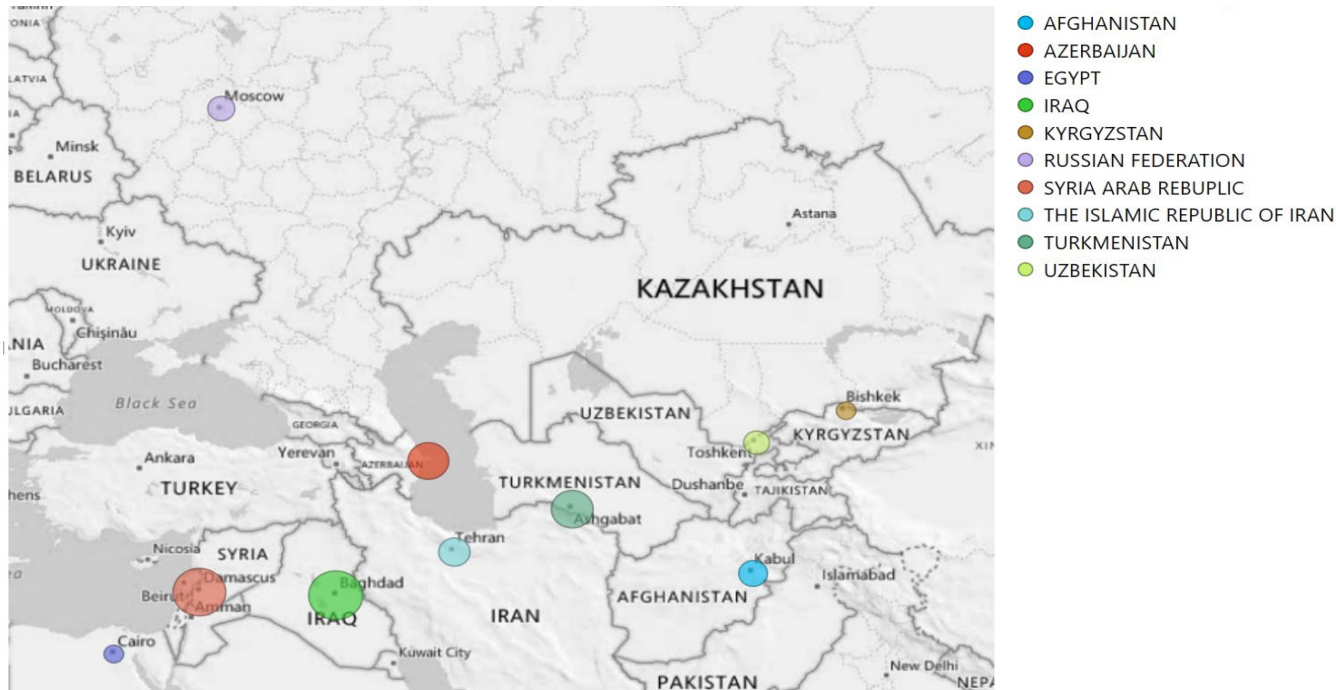 Moscow
LATVIA
Minsk
BELARUS
Kyiv
UKRAINE
MOLDOVA
Chişinău
Bucharest
Black Sea
Astana
KAZAKHSTAN
GEORGIA
Yerevan
AZERBAIJAN
Ankara
TURKEY
UZBEKISTAN
Bishkek
KYRGYZSTAN
Toshkent
Dushanbe
TAJIKISTAN
TURKMENISTAN
Ashgabat
Tehran
Nicosia
SYRIA
Damascus
Beirut
Amman
Baghdad
IRAQ
IRAN
Kabul
AFGHANISTAN
Islamabad
Cairo
Kuwait City
New Delhi
PAKISTAN
NEPA
AFGHANISTAN
AZERBAIJAN
EGYPT
IRAQ
KYRGYZSTAN
RUSSIAN FEDERATION
SYRIA ARAB REBUPLIC
THE ISLAMIC REPUBLIC OF IRAN
TURKMENISTAN
UZBEKISTAN